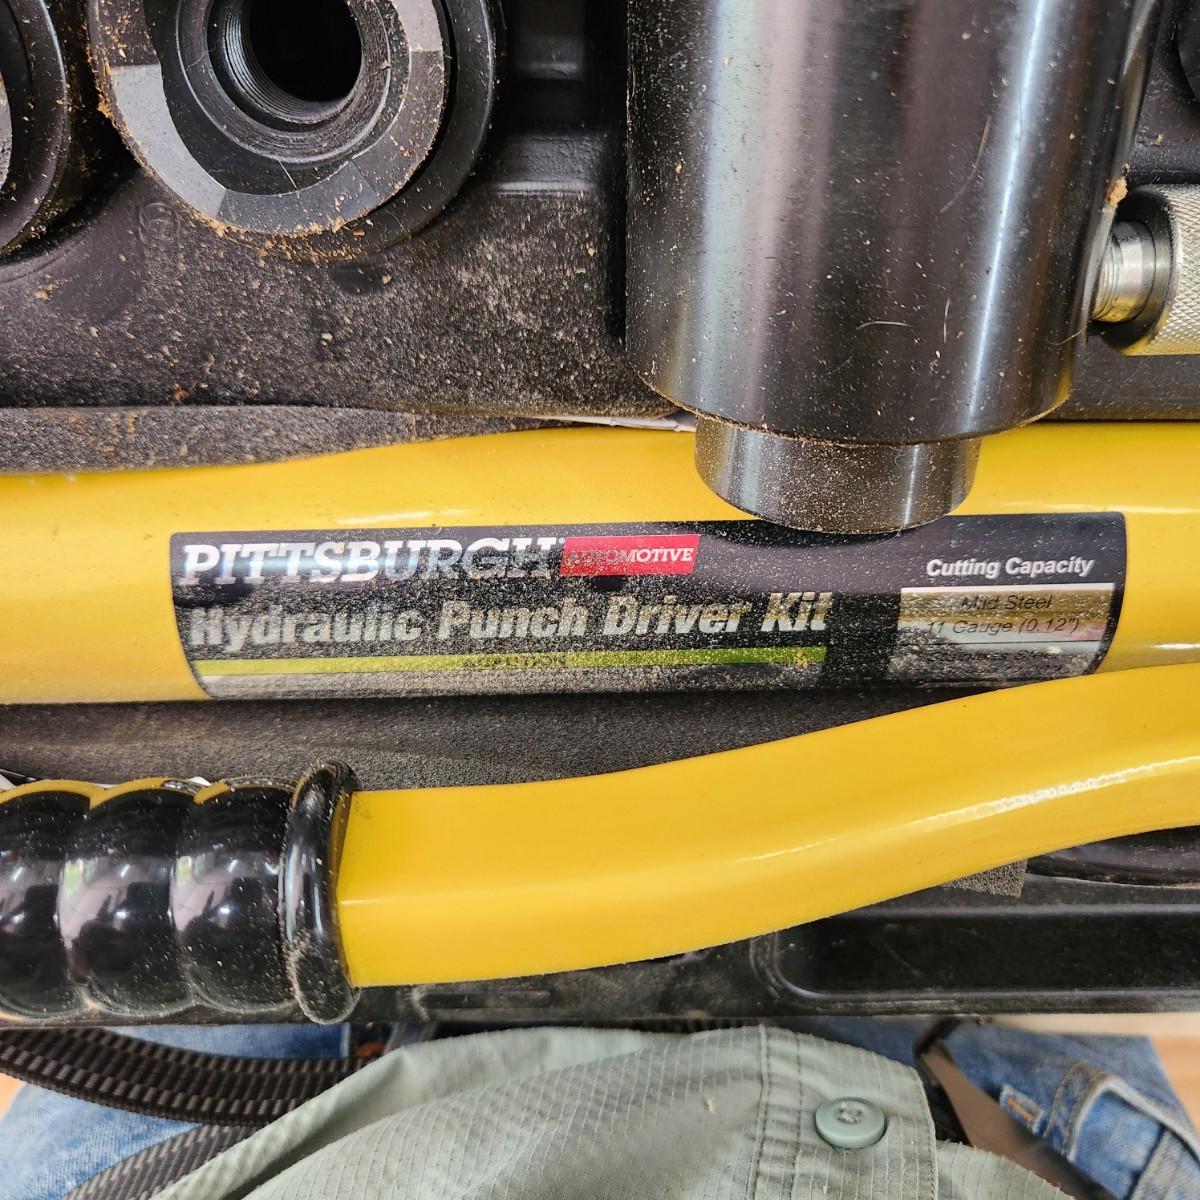 PITTSBURGH AUTOMOTIVE
Hydraulic Punch Driver Kit
Cutting Capacity
Mild Steel
11 Gauge (0.12")